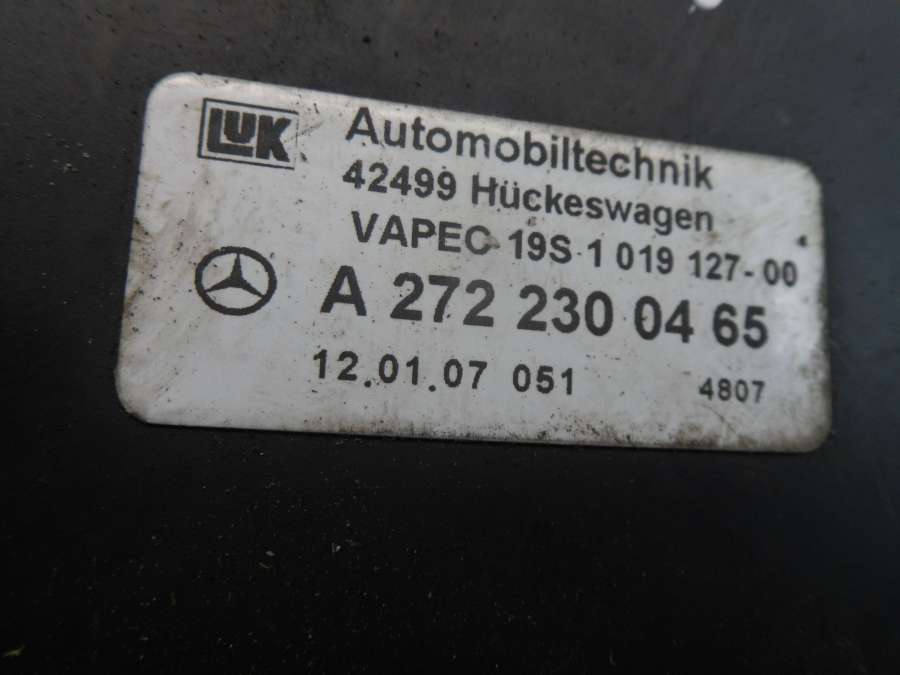 LUK Automobiltechnik
42499 Hückeswagen
VAPEC 19S 1 019 127-00
A 272 230 04 65
12.01.07 051 4807